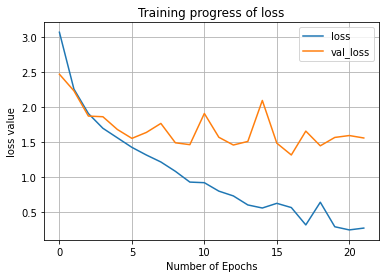 Training progress of loss
loss
val_loss
loss value
3.0
2.5
2.0
1.5
1.0
0.5
0
5
10
15
20
Number of Epochs